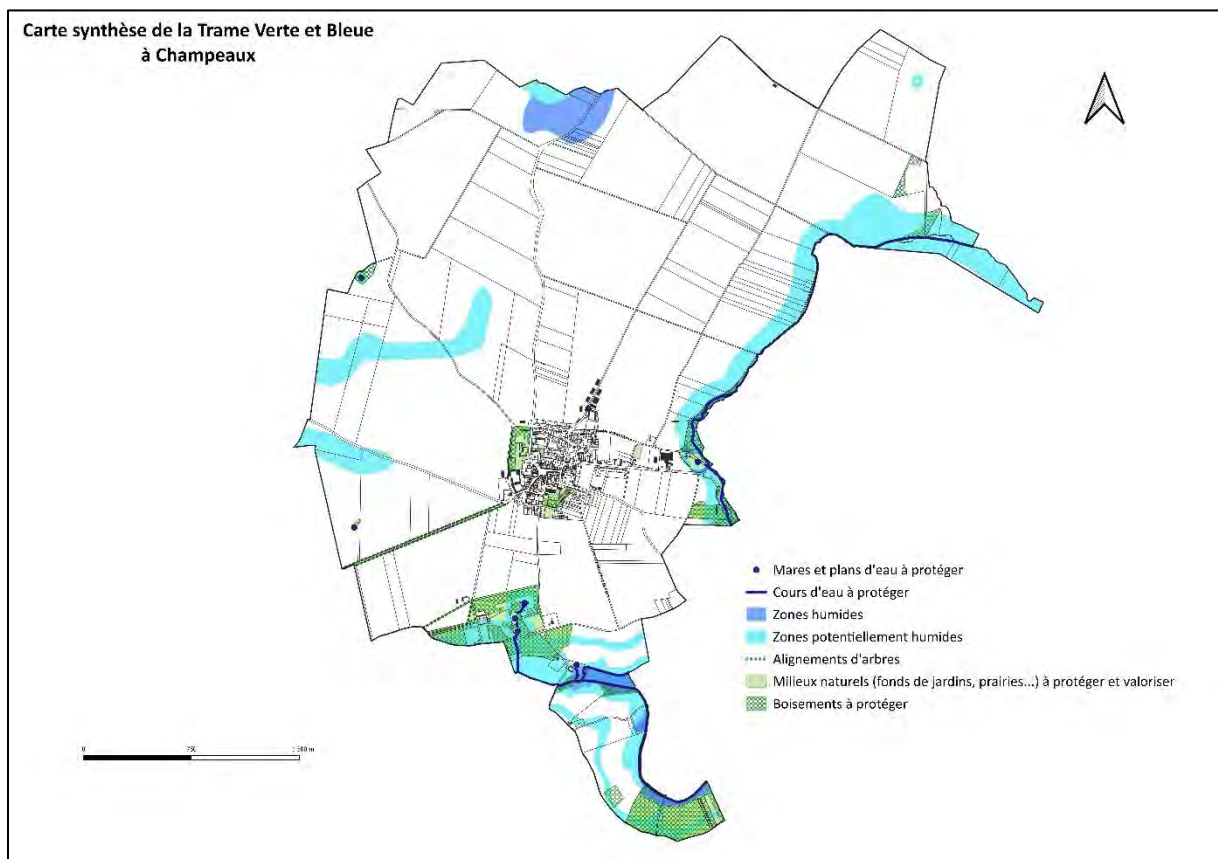 Carte synthèse de la Trame Verte et Bleue
à Champeaux
Mares et plans d'eau à protéger
Cours d'eau à protéger
Zones humides
Zones potentiellement humides
Alignements d'arbres
Milieux naturels (fonds de jardins, prairies...) à protéger et valoriser
Boisements à protéger
0 750